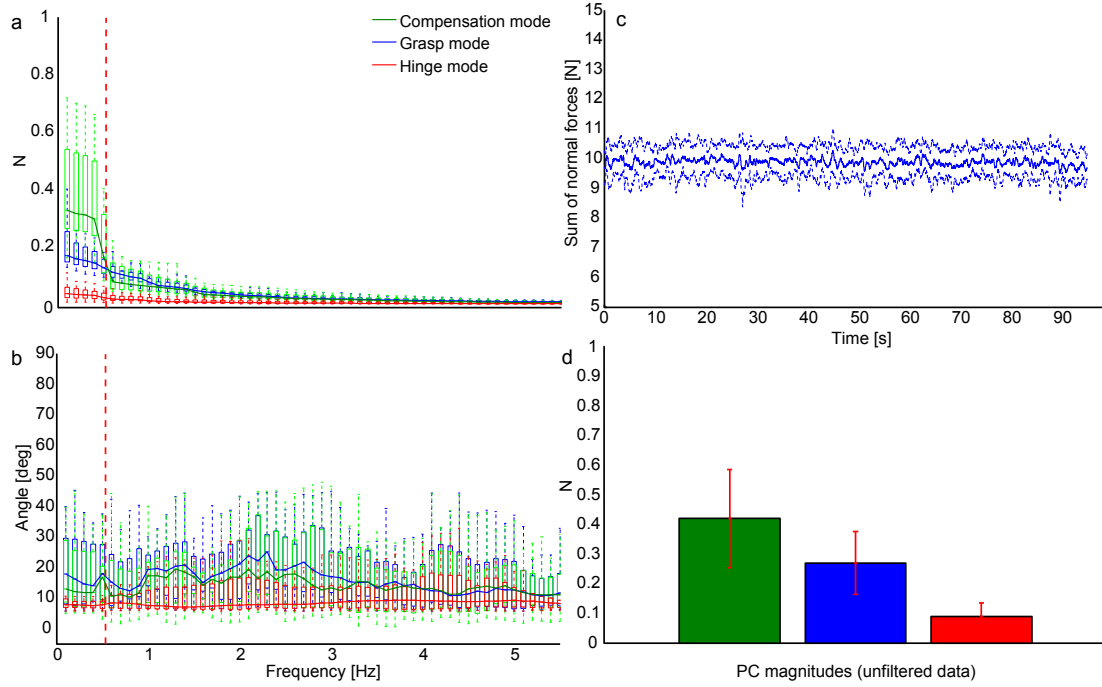 a
N
1
0.8
0.6
0.4
0.2
0
Compensation mode
Grasp mode
Hinge mode
c
Sum of normal forces [N]
15
14
13
12
11
10
9
8
7
6
5
0 10 20 30 40 50 60 70 80 90
Time [s]
b
Angle [deg]
90
80
70
60
50
40
30
20
10
0
0 1 2 3 4 5
Frequency [Hz]
d
N
1
0.9
0.8
0.7
0.6
0.5
0.4
0.3
0.2
0.1
0
PC magnitudes (unfiltered data)